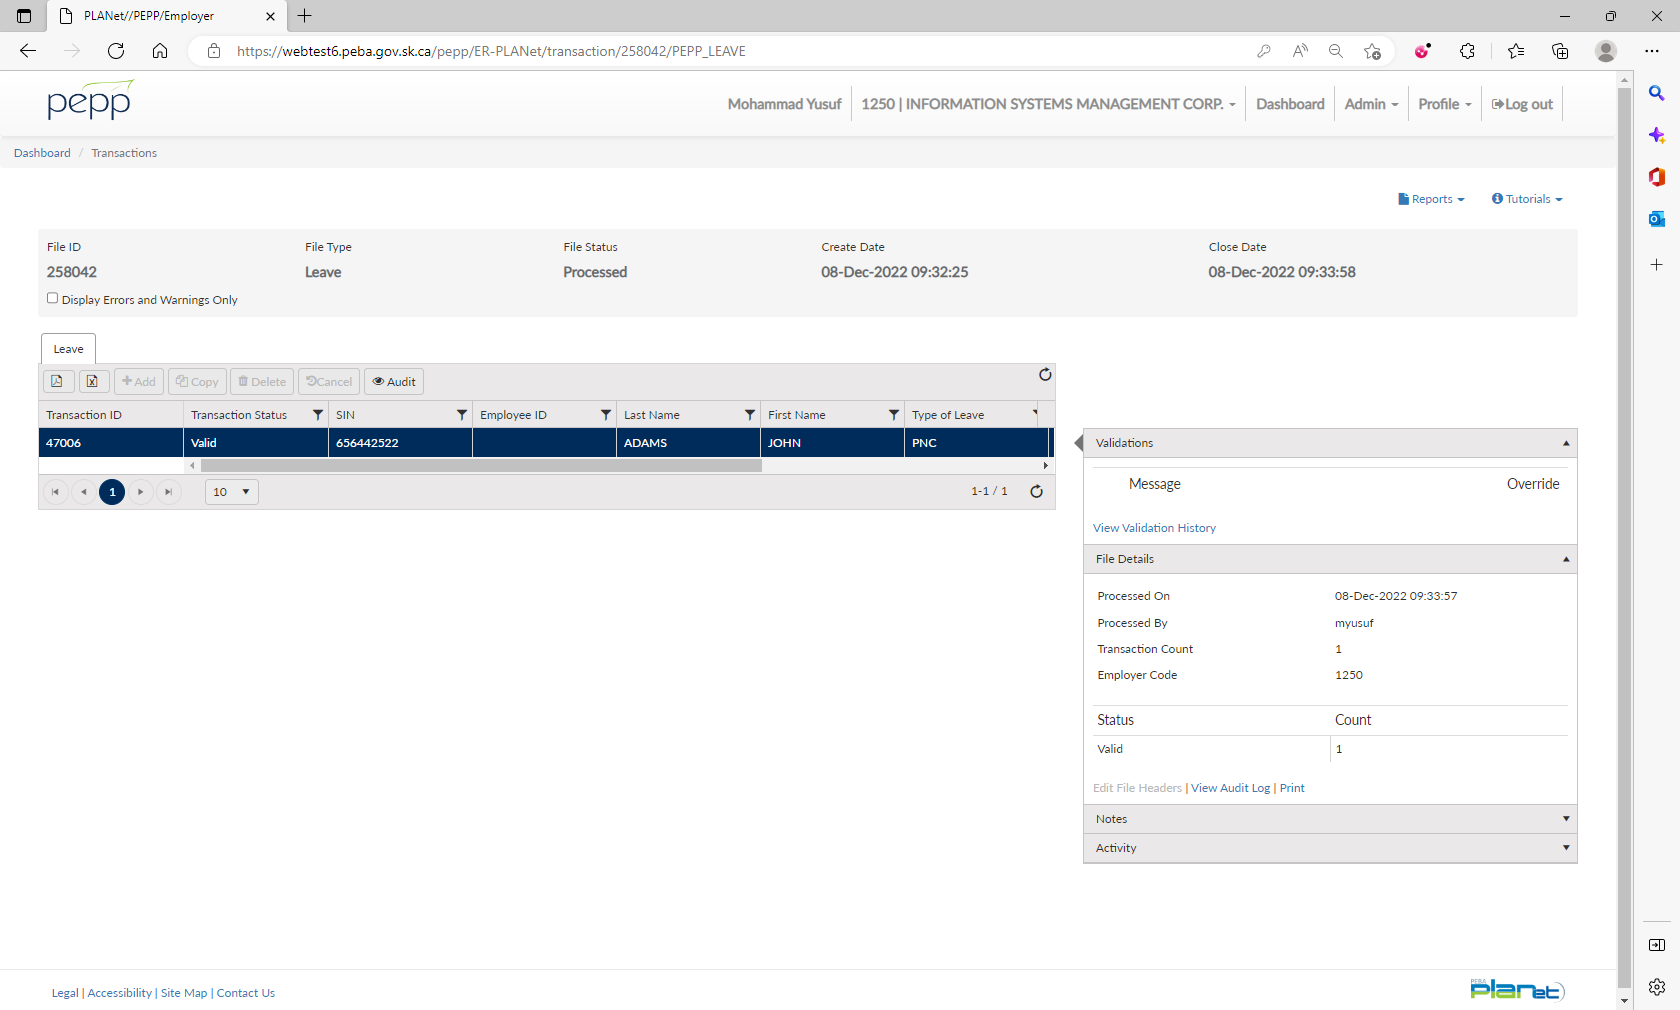 PLANet//PEPP/Employer
https://webtest6.peba.gov.sk.ca/pepp/ER-PLANet/transaction/258042/PEPP_LEAVE
pepp
Mohammad Yusuf
1250 | INFORMATION SYSTEMS MANAGEMENT CORP.
Dashboard
Admin
Profile
Log out
Dashboard / Transactions
Reports
Tutorials
File ID
File Type
File Status
Create Date
Close Date
258042
Leave
Processed
08-Dec-2022 09:32:25
08-Dec-2022 09:33:58
Display Errors and Warnings Only
Leave
Add
Copy
Delete
Cancel
Audit
Transaction ID
Transaction Status
SIN
Employee ID
Last Name
First Name
Type of Leave
47006
Valid
656442522
ADAMS
JOHN
PNC
1
10
1-1 / 1
Validations
Message
Override
View Validation History
File Details
Processed On
08-Dec-2022 09:33:57
Processed By
myusuf
Transaction Count
1
Employer Code
1250
Status
Count
Valid
1
Edit File Headers | View Audit Log | Print
Notes
Activity
Legal | Accessibility | Site Map | Contact Us
PEBA
planet